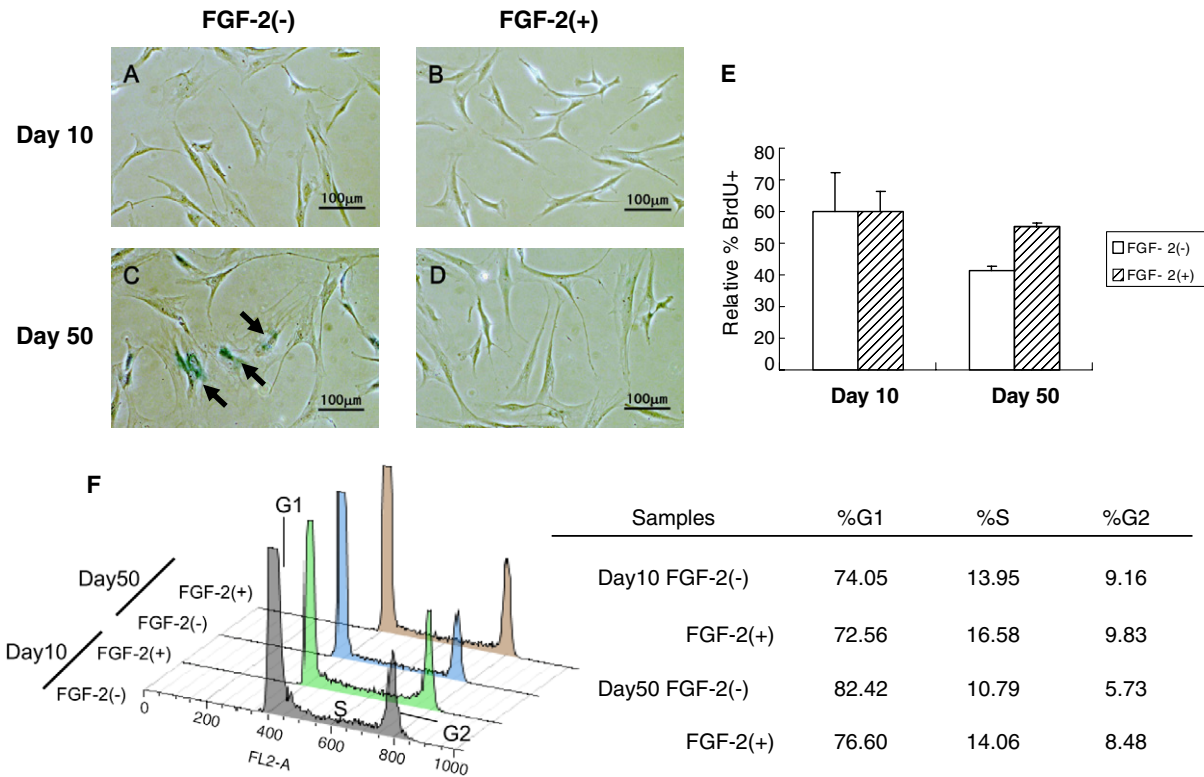 FGF-2(-)
FGF-2(+)
Day 10
A
100μm
B
100μm
Day 50
C
100μm
D
100μm
E
Relative % BrdU+
80
70
60
50
40
30
20
0
Day 10
Day 50
FGF- 2(-)
FGF- 2(+)
F
G1
Day50
FGF-2(+)
FGF-2(-)
Day10
FGF-2(+)
FGF-2(-)
S
G2
0
200
400
600
800
1000
FL2-A
Samples %G1 %S %G2
Day10 FGF-2(-) 74.05 13.95 9.16
FGF-2(+) 72.56 16.58 9.83
Day50 FGF-2(-) 82.42 10.79 5.73
FGF-2(+) 76.60 14.06 8.48